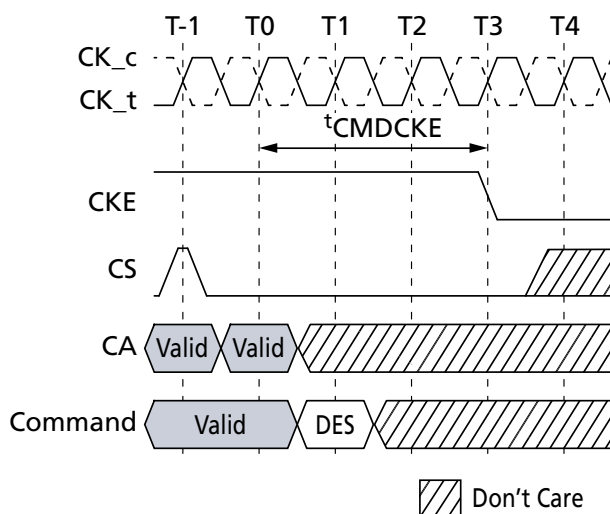 T-1 T0 T1 T2 T3 T4
CK_c
CK_t
tCMDCKE
CKE
CS
CA Valid Valid
Command Valid DES
Don't Care